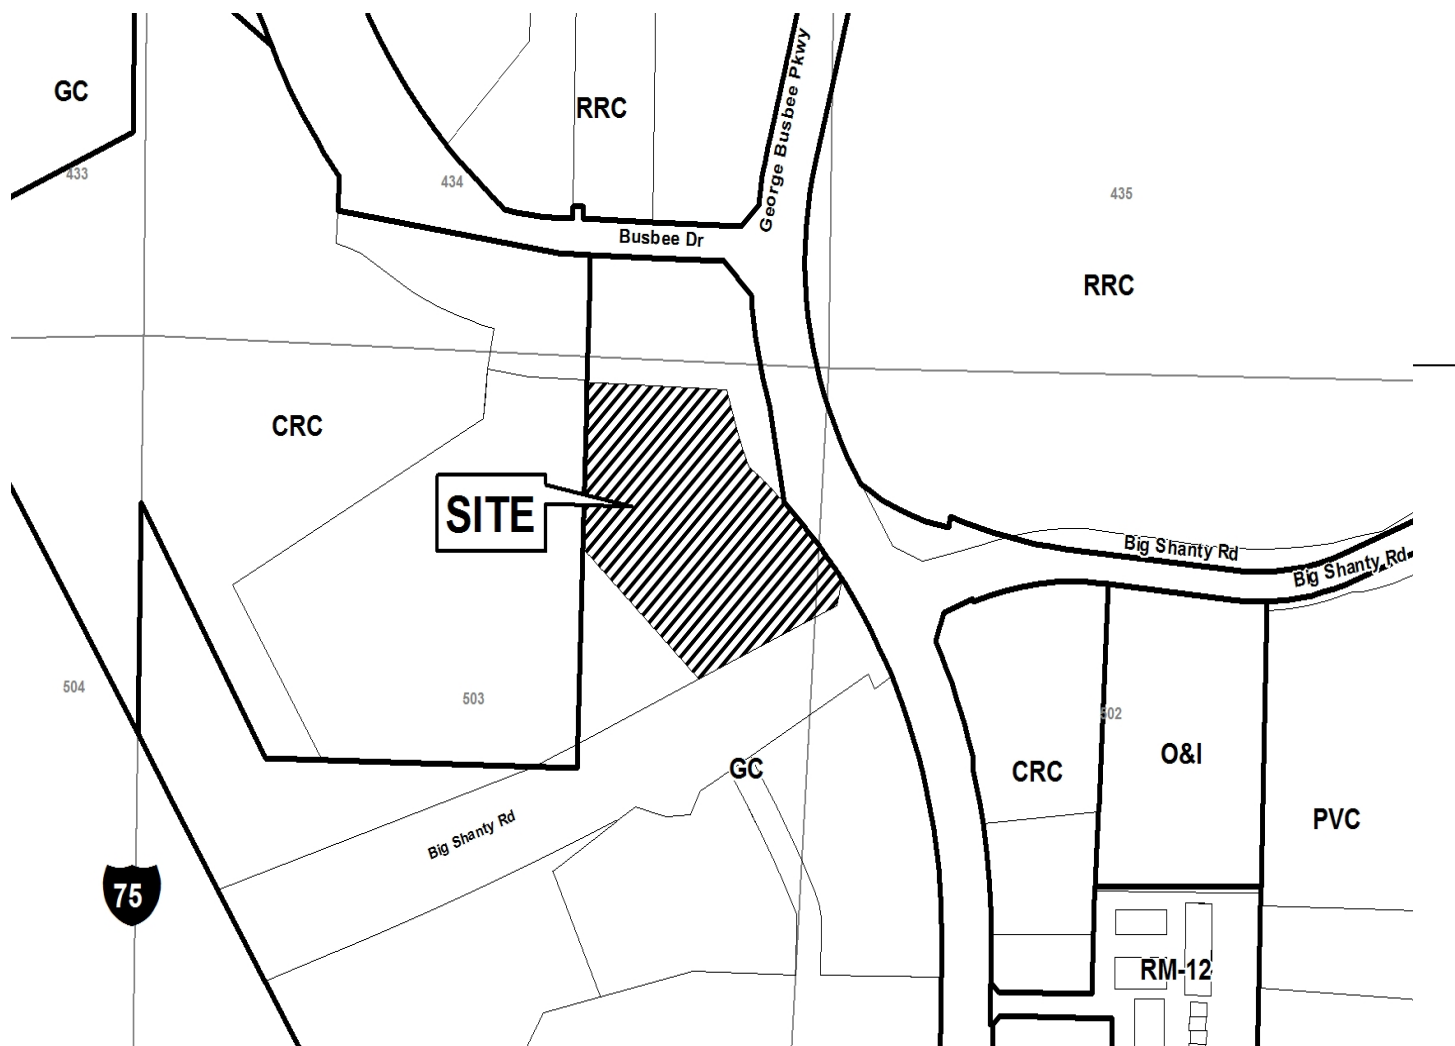 GC
RRC
George Busbee Pkwy
433
434
435
Busbee Dr
RRC
CRC
SITE
Big Shanty Rd
Big Shanty Rd
504
503
502
O&I
GC
CRC
PVC
Big Shanty Rd
75
RM-12